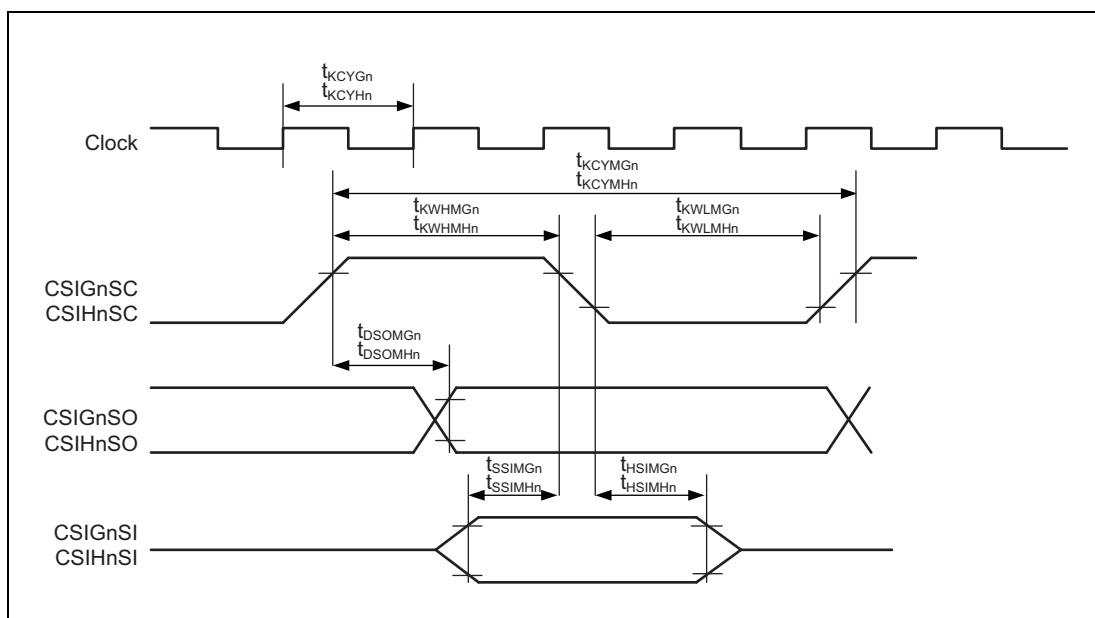 tKCYGn
tKCYHn
Clock
tKCYMGn
tKCYMHn
tKWHMGn
tKWHMHn
tKWLMGn
tKWLMHn
CSIGnSC
CSIHnSC
tDSOMGn
tDSOMHn
CSIGnSO
CSIHnSO
tSSIMGn
tSSIMHn
tHSIMGn
tHSIMHn
CSIGnSI
CSIHnSI